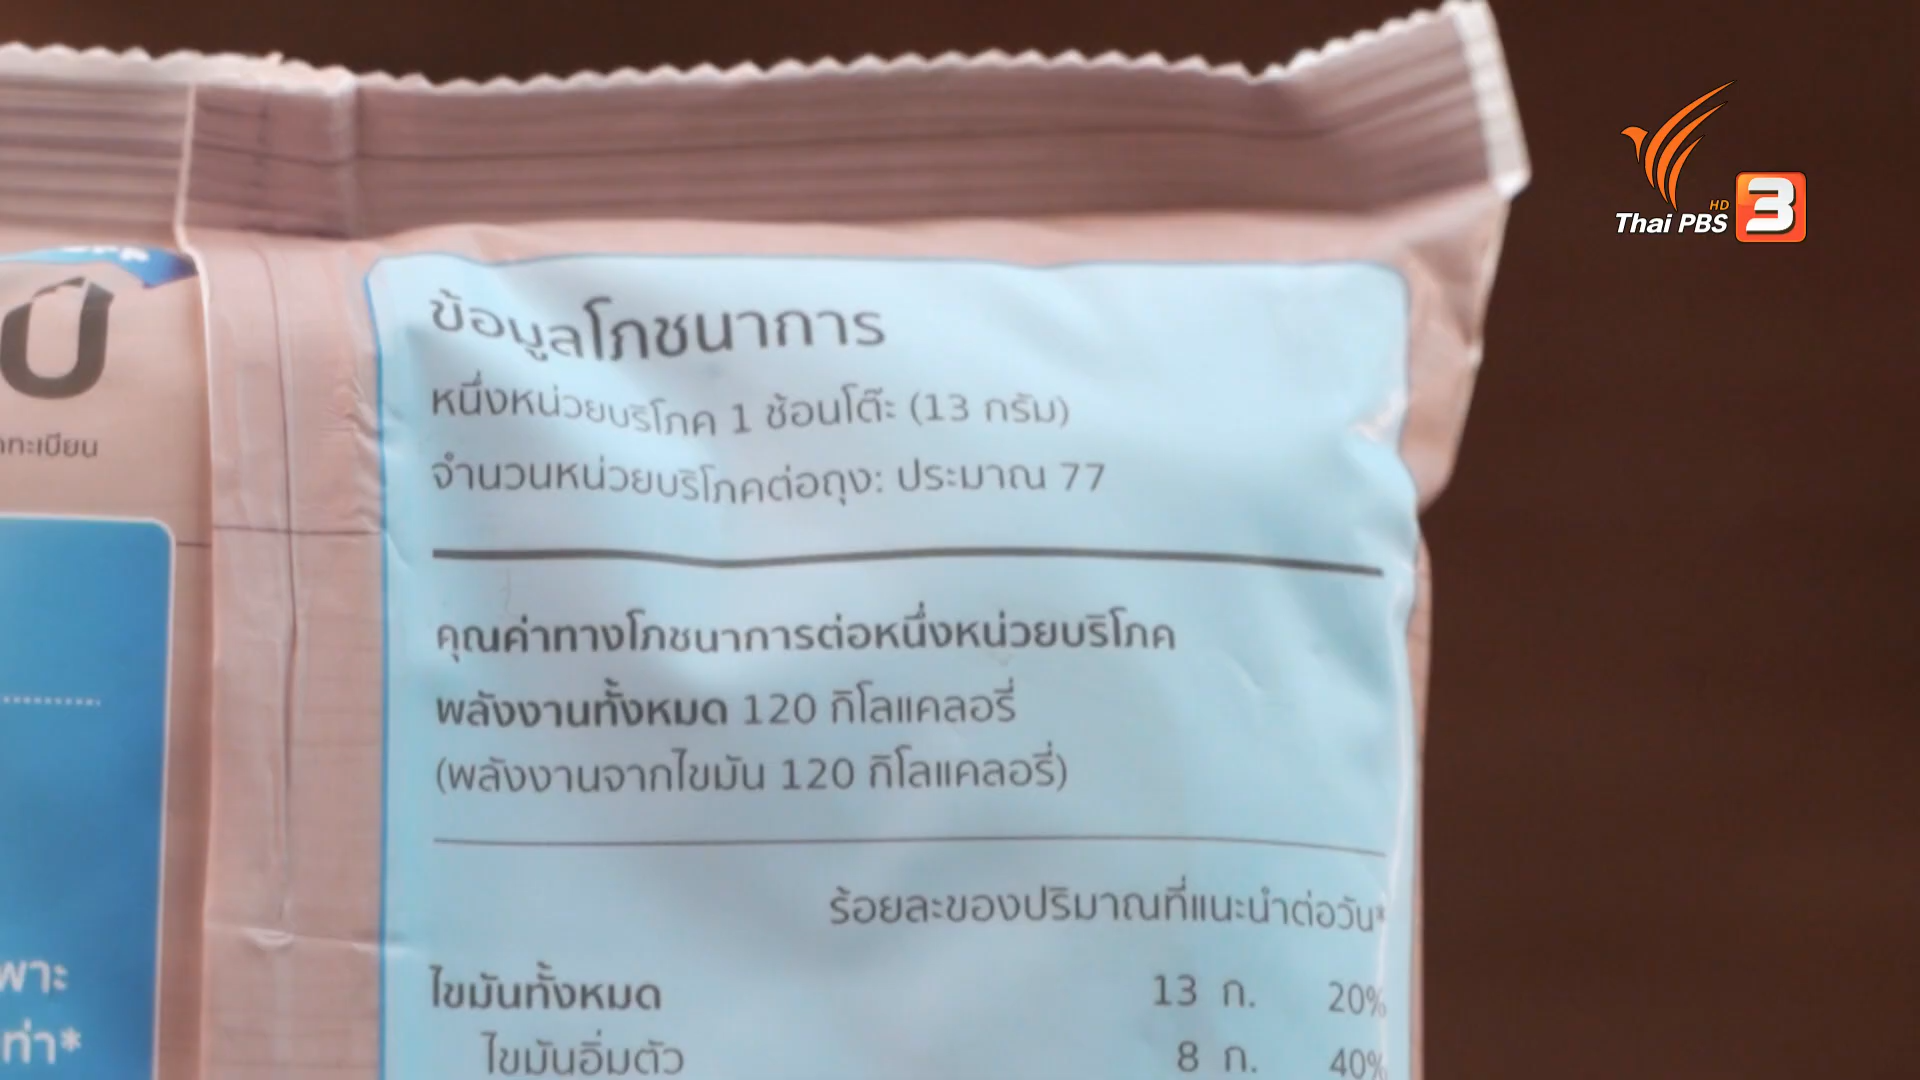 HD
Thai PBS 3
ข้อมูลโภชนาการ
หนึ่งหน่วยบริโภค 1 ช้อนโต๊ะ (13 กรัม)
จำนวนหน่วยบริโภคต่อถุง: ประมาณ 77
คุณค่าทางโภชนาการต่อหนึ่งหน่วยบริโภค
พลังงานทั้งหมด 120 กิโลแคลอรี่
(พลังงานจากไขมัน 120 กิโลแคลอรี่)
ร้อยละของปริมาณที่แนะนำต่อวัน*
ไขมันทั้งหมด 13 ก. 20%
ไขมันอิ่มตัว 8 ก. 40%